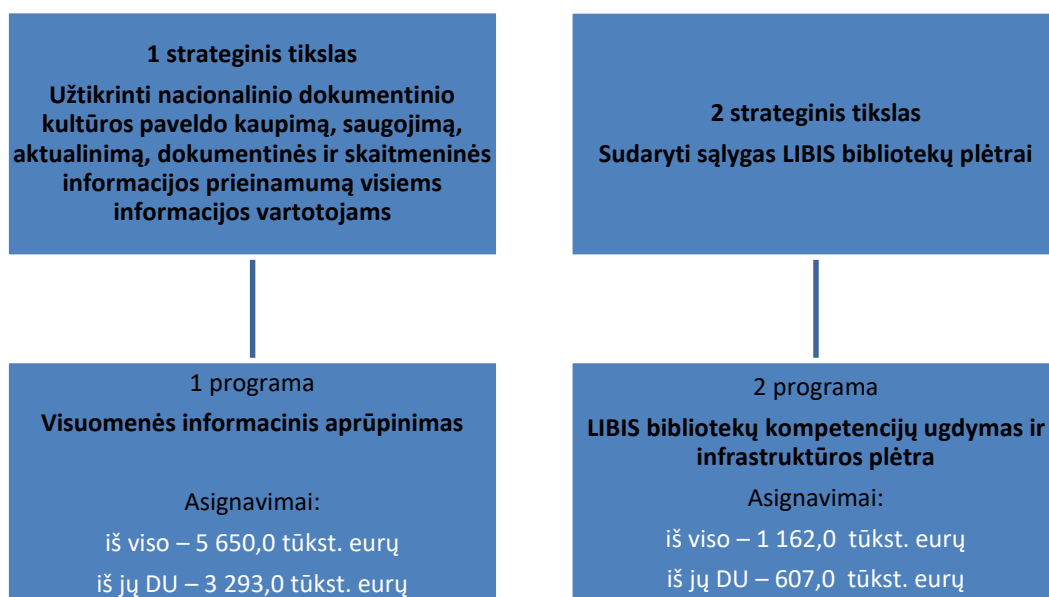 1 strateginis tikslas
Užtikrinti nacionalinio dokumentinio
kultūros paveldo kaupimą, saugojimą,
aktualinimą, dokumentinės ir skaitmeninės
informacijos prieinamumą visiems
informacijos vartotojams
2 strateginis tikslas
Sudaryti sąlygas LIBIS bibliotekų plėtrai
1 programa
Visuomenės informacinis aprūpinimas
Asignavimai:
iš viso – 5 650,0 tūkst. eurų
iš jų DU – 3 293,0 tūkst. eurų
2 programa
LIBIS bibliotekų kompetencijų ugdymas ir
infrastruktūros plėtra
Asignavimai:
iš viso – 1 162,0 tūkst. eurų
iš jų DU – 607,0 tūkst. eurų